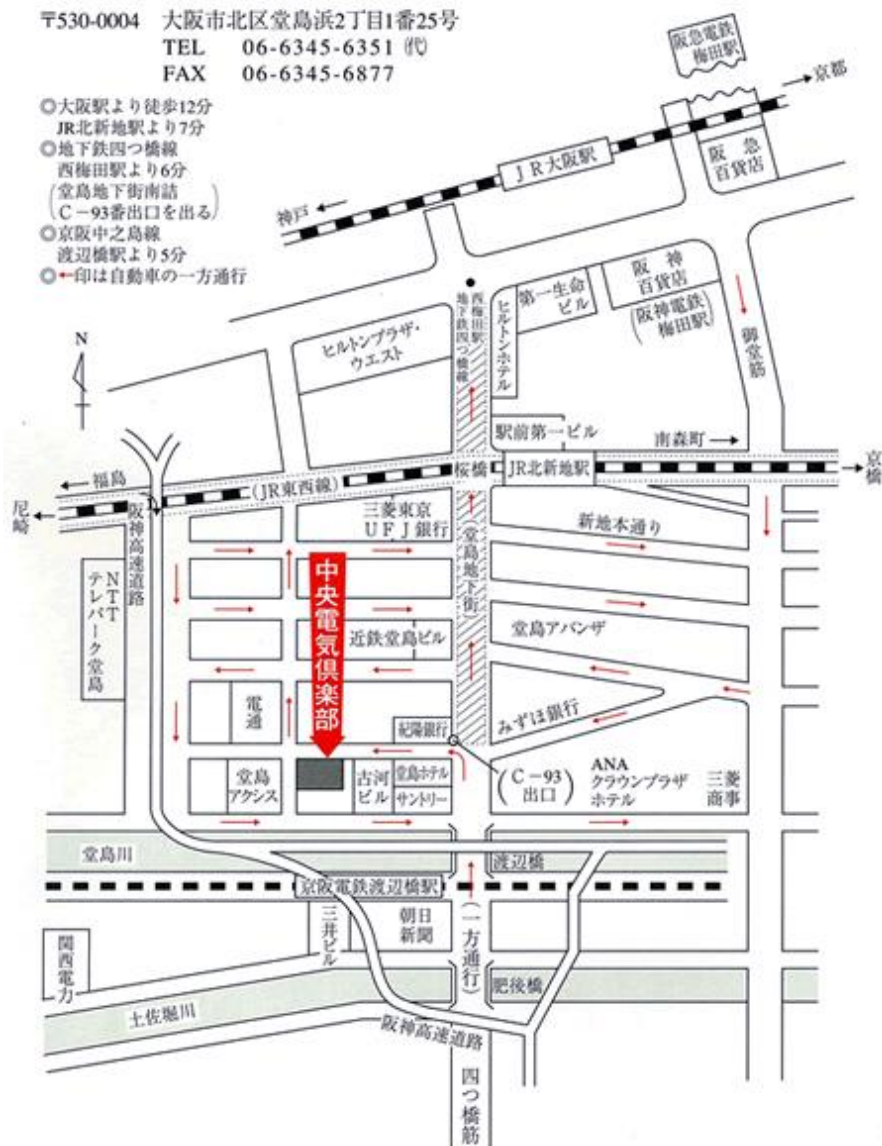 〒530-0004 大阪市北区堂島浜2丁目1番25号
TEL 06-6345-6351 ㈹
FAX 06-6345-6877
◎大阪駅より徒歩12分
JR北新地駅より7分
◎地下鉄四つ橋線
西梅田駅より6分
(堂島地下街南詰
C-93番出口を出る)
◎京阪中之島線
渡辺橋駅より5分
◎←印は自動車の一方通行
阪急電鉄
梅田駅
→京都
JR大阪駅
阪急
百貨店
神戸←
阪神
百貨店
(阪神電鉄
梅田駅)
第一生命
ビル
ヒルトンホテル
西梅田駅
地下鉄四つ橋線
ヒルトンプラザ・
ウエスト
御堂筋
N
駅前第一ビル
南森町→
←福島
(JR東西線)
桜橋
JR北新地駅
→京橋
尼崎←
阪神高速道路
三菱東京
UFJ銀行
新地本通り
(堂島地下街)
NTT
テレパーク堂島
中央電気倶楽部
近鉄堂島ビル
堂島アバンザ
電通
紀陽銀行
みずほ銀行
堂島
アクシス
古河
ビル
堂島ホテル
サントリー
(C-93
出口)
ANA
クラウンプラザ
ホテル
三菱
商事
堂島川
渡辺橋
京阪電鉄渡辺橋駅
三井ビル
朝日
新聞
(一方通行)
関西電力
肥後橋
土佐堀川
阪神高速道路
四つ橋筋